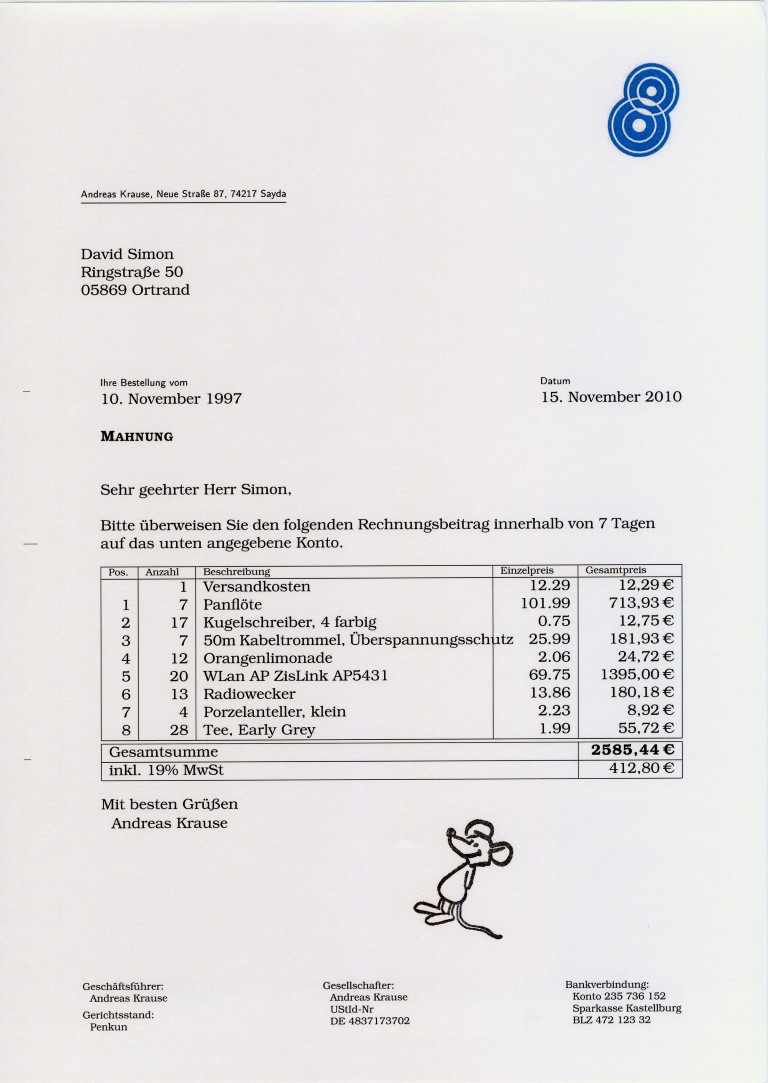 Andreas Krause, Neue Straße 87, 74217 Sayda
David Simon
Ringstraße 50
05869 Ortrand
Ihre Bestellung vom
10. November 1997
Datum
15. November 2010
MAHNUNG
Sehr geehrter Herr Simon,
Bitte überweisen Sie den folgenden Rechnungsbeitrag innerhalb von 7 Tagen
auf das unten angegebene Konto.
Pos. Anzahl Beschreibung Einzelpreis Gesamtpreis
1 Versandkosten 12.29 12,29 €
1 7 Panflöte 101.99 713,93 €
2 17 Kugelschreiber, 4 farbig 0.75 12,75 €
3 7 50m Kabeltrommel, Überspannungsschutz 25.99 181,93 €
4 12 Orangenlimonade 2.06 24,72 €
5 20 WLan AP ZisLink AP5431 69.75 1395,00 €
6 13 Radiowecker 13.86 180,18 €
7 4 Porzelanteller, klein 2.23 8,92 €
8 28 Tee, Early Grey 1.99 55,72 €
Gesamtsumme 2585,44 €
inkl. 19% MwSt 412,80 €
Mit besten Grüßen
Andreas Krause
Geschäftsführer:
Andreas Krause
Gerichtsstand:
Penkun
Gesellschafter:
Andreas Krause
UStId-Nr
DE 4837173702
Bankverbindung:
Konto 235 736 152
Sparkasse Kastellburg
BLZ 472 123 32